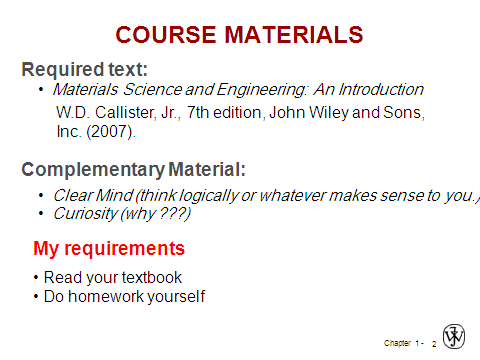 COURSE MATERIALS
Required text:
• Materials Science and Engineering: An Introduction
W.D. Callister, Jr., 7th edition, John Wiley and Sons,
Inc. (2007).
Complementary Material:
• Clear Mind (think logically or whatever makes sense to you.)
• Curiosity (why ???)
My requirements
• Read your textbook
• Do homework yourself
Chapter 1 - 2